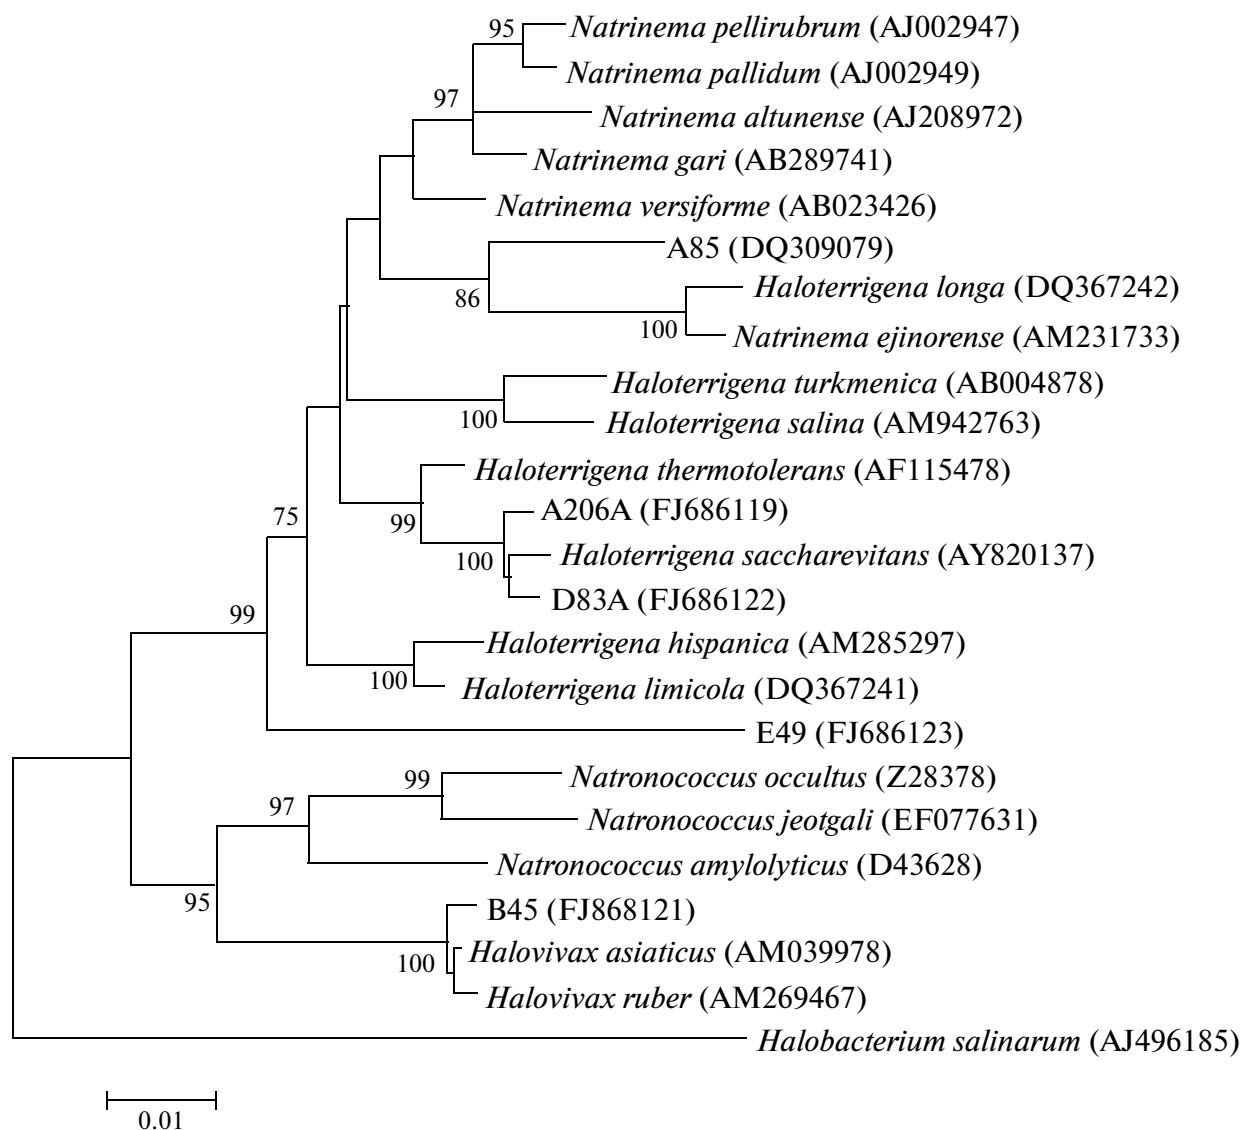 95
Natrinema pellirubrum (AJ002947)
Natrinema pallidum (AJ002949)
97
Natrinema altunense (AJ208972)
Natrinema gari (AB289741)
Natrinema versiforme (AB023426)
A85 (DQ309079)
86
Haloterrigena longa (DQ367242)
100
Natrinema ejinorense (AM231733)
Haloterrigena turkmenica (AB004878)
100
Haloterrigena salina (AM942763)
Haloterrigena thermotolerans (AF115478)
75
99
A206A (FJ686119)
100
Haloterrigena saccharevitans (AY820137)
D83A (FJ686122)
99
Haloterrigena hispanica (AM285297)
100
Haloterrigena limicola (DQ367241)
E49 (FJ686123)
99
Natronococcus occultus (Z28378)
97
Natronococcus jeotgali (EF077631)
Natronococcus amylolyticus (D43628)
95
B45 (FJ868121)
100
Halovivax asiaticus (AM039978)
Halovivax ruber (AM269467)
Halobacterium salinarum (AJ496185)
0.01